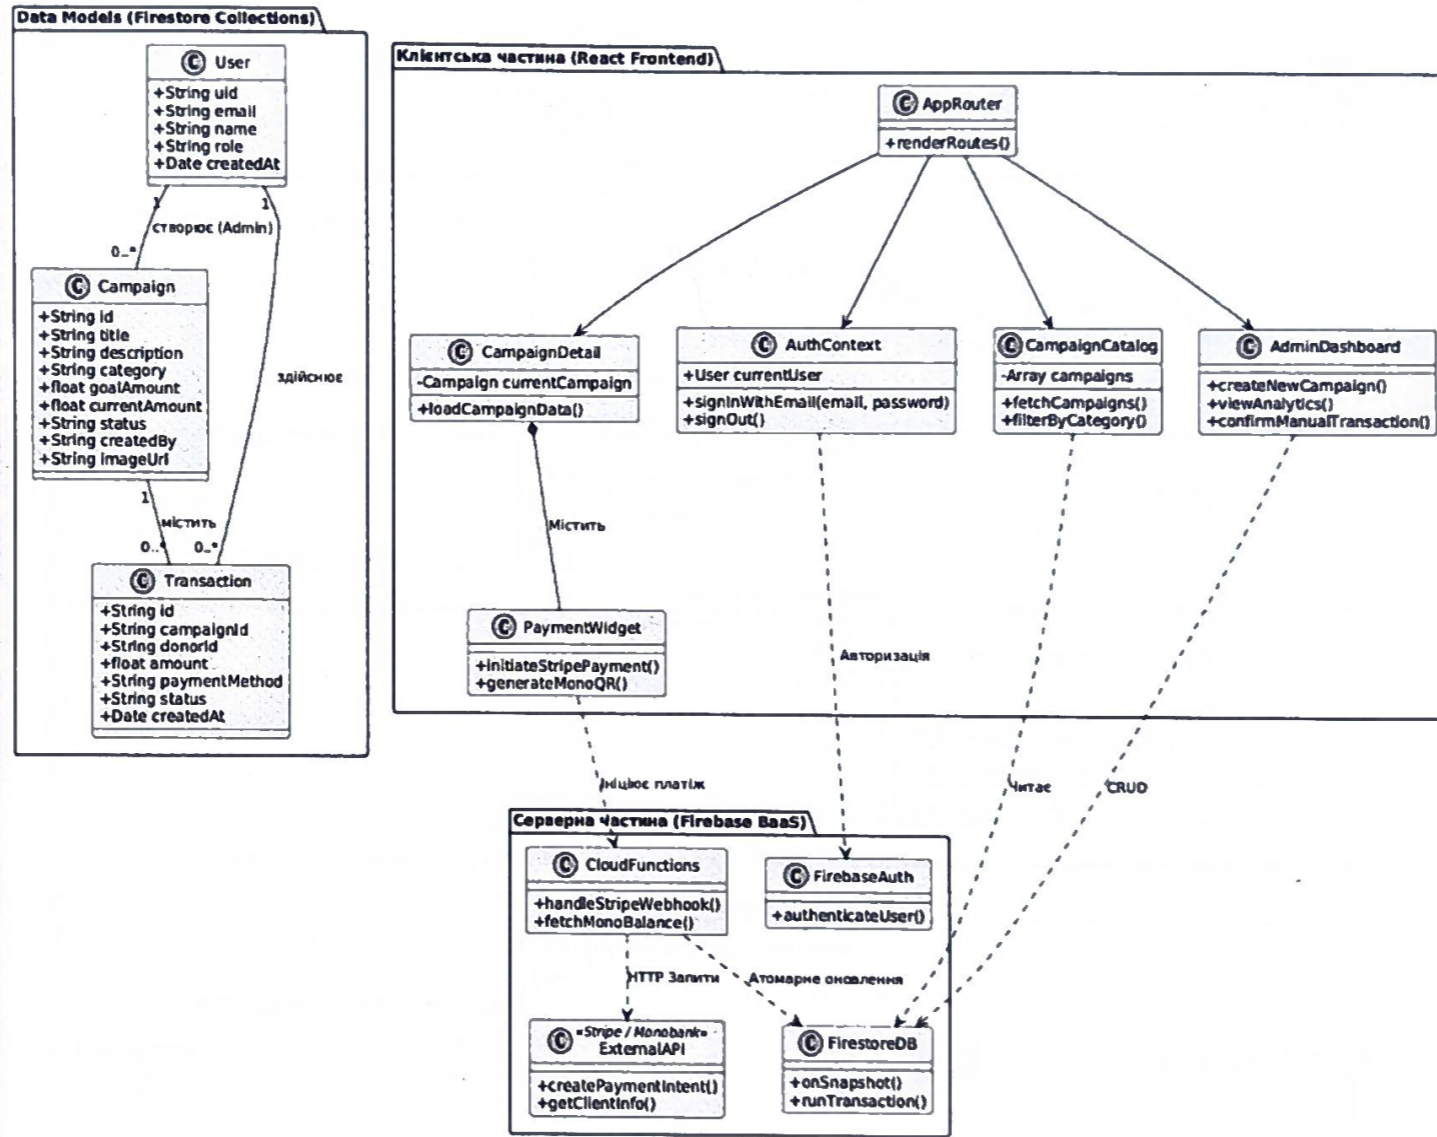 Data Models (Firestore Collections)
C User
+String uid
+String email
+String name
+String role
+Date createdAt
1
1
створює (Admin)
0..*
C Campaign
+String id
+String title
+String description
+String category
+float goalAmount
+float currentAmount
+String status
+String createdBy
+String imageUrl
здійснює
1
містить
0..*
0..*
C Transaction
+String id
+String campaignId
+String donorId
+float amount
+String paymentMethod
+String status
+Date createdAt
Клієнтська частина (React Frontend)
C AppRouter
+renderRoutes()
C CampaignDetail
-Campaign currentCampaign
+loadCampaignData()
C AuthContext
+User currentUser
+signInWithEmail(email, password)
+signOut()
C CampaignCatalog
-Array campaigns
+fetchCampaigns()
+filterByCategory()
C AdminDashboard
+createNewCampaign()
+viewAnalytics()
+confirmManualTransaction()
Містить
C PaymentWidget
+initiateStripePayment()
+generateMonoQR()
Авторизація
Ініціює платіж
Читає
CRUD
Серверна частина (Firebase BaaS)
C CloudFunctions
+handleStripeWebhook()
+fetchMonoBalance()
C FirebaseAuth
+authenticateUser()
HTTP Запити
Атомарне оновлення
C «Stripe / Monobank»
ExternalAPI
+createPaymentIntent()
+getClientInfo()
C FirestoreDB
+onSnapshot()
+runTransaction()